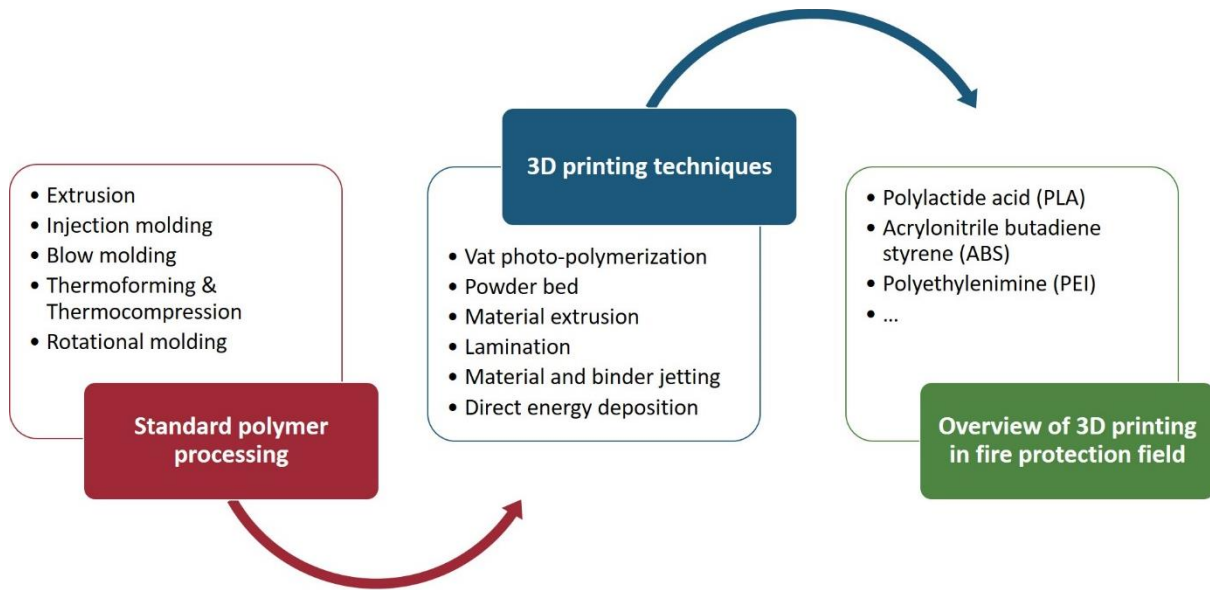 • Extrusion
• Injection molding
• Blow molding
• Thermoforming &
Thermocompression
• Rotational molding
Standard polymer
processing
3D printing techniques
• Vat photo-polymerization
• Powder bed
• Material extrusion
• Lamination
• Material and binder jetting
• Direct energy deposition
• Polylactide acid (PLA)
• Acrylonitrile butadiene
styrene (ABS)
• Polyethylenimine (PEI)
• ...
Overview of 3D printing
in fire protection field